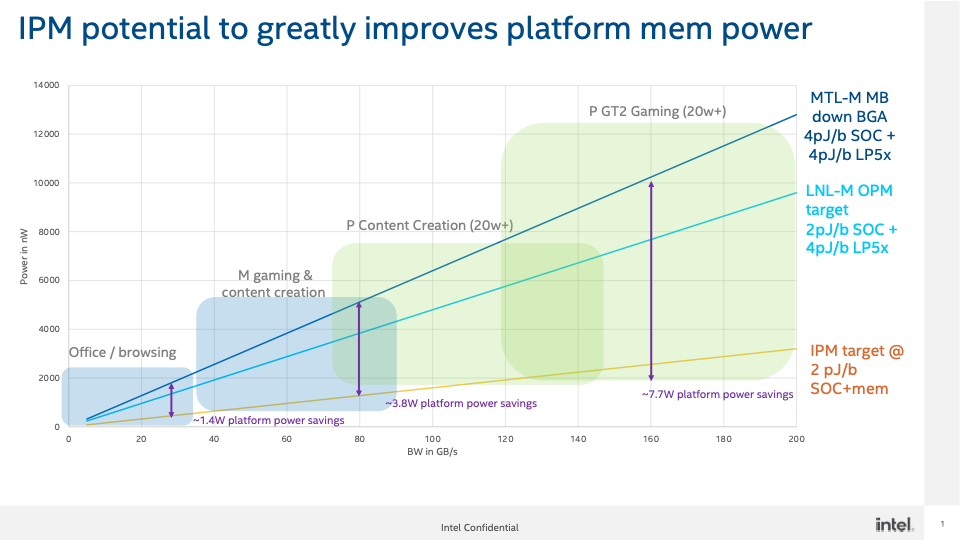 IPM potential to greatly improves platform mem power
14000
12000
10000
8000
6000
4000
2000
0
Power in nW
0
20
40
60
80
100
120
140
160
180
200
BW in GB/s
Office / browsing
M gaming &
content creation
P Content Creation (20w+)
P GT2 Gaming (20w+)
~1.4W platform power savings
~3.8W platform power savings
~7.7W platform power savings
MTL-M MB
down BGA
4pJ/b SOC +
4pJ/b LP5x
LNL-M OPM
target
2pJ/b SOC +
4pJ/b LP5x
IPM target @
2 pJ/b
SOC+mem
Intel Confidential
intel.
1